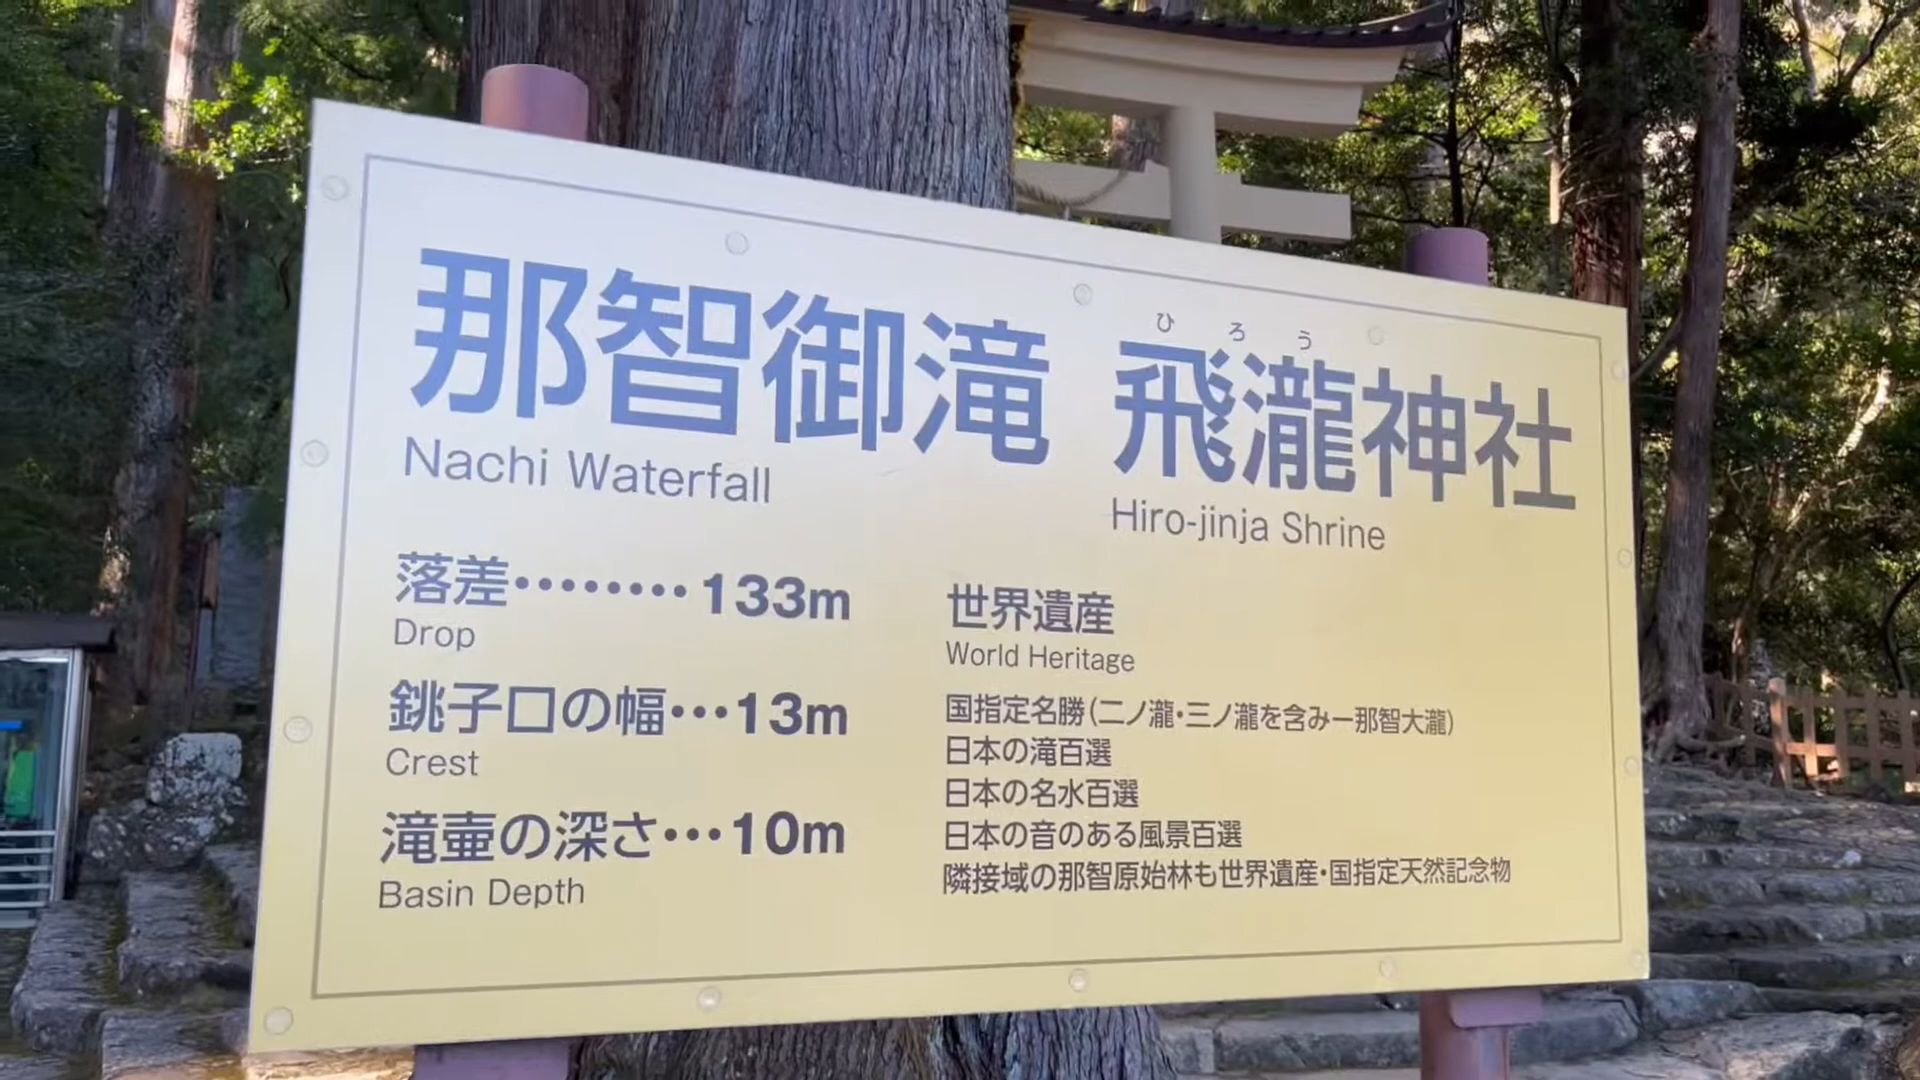 那智御滝
Nachi Waterfall
ひろう
飛瀧神社
Hiro-jinja Shrine
落差········133m
Drop
銚子口の幅···13m
Crest
滝壷の深さ···10m
Basin Depth
世界遺産
World Heritage
国指定名勝(二ノ瀧・三ノ瀧を含み一那智大瀧)
日本の滝百選
日本の名水百選
日本の音のある風景百選
隣接域の那智原始林も世界遺産・国指定天然記念物